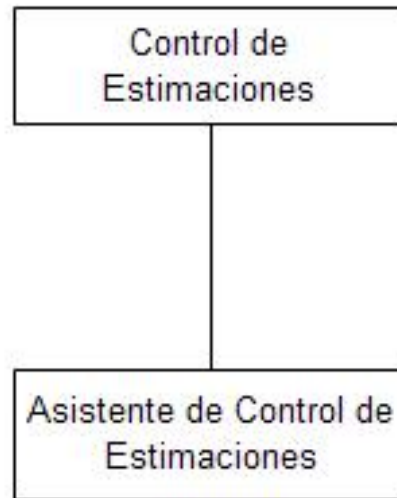 Control de
Estimaciones
Asistente de Control de
Estimaciones